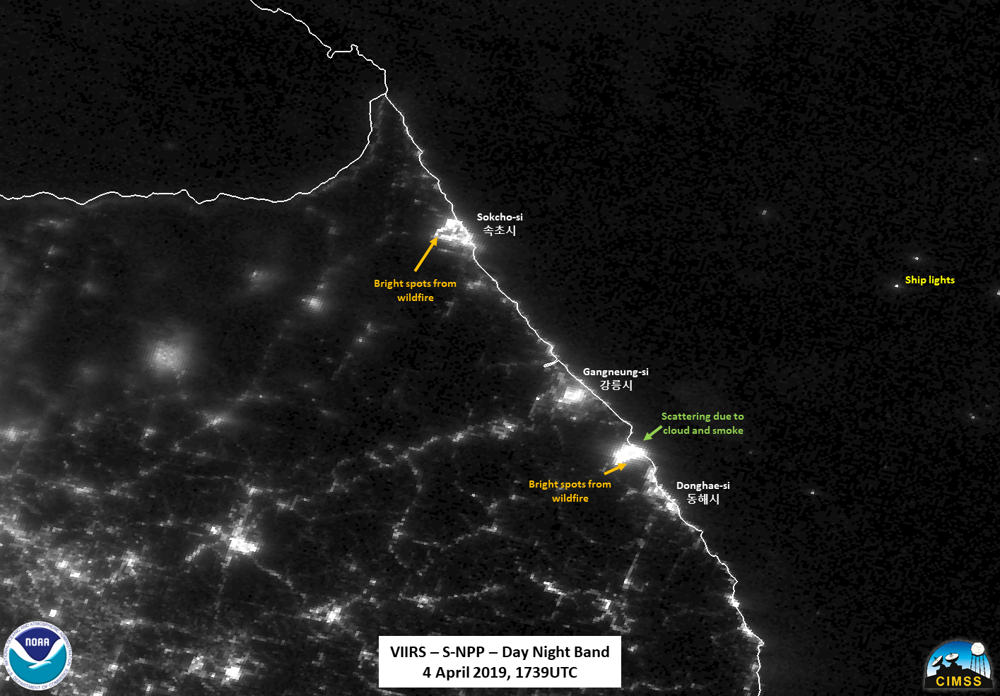 Sokcho-si
속초시
Bright spots from
wildfire
Ship lights
Gangneung-si
강릉시
Scattering due to
cloud and smoke
Bright spots from
wildfire
Donghae-si
동해시
VIIRS – S-NPP – Day Night Band
4 April 2019, 1739UTC
NATIONAL OCEANIC AND ATMOSPHERIC ADMINISTRATION
NOAA
U.S. DEPARTMENT OF COMMERCE
CIMSS